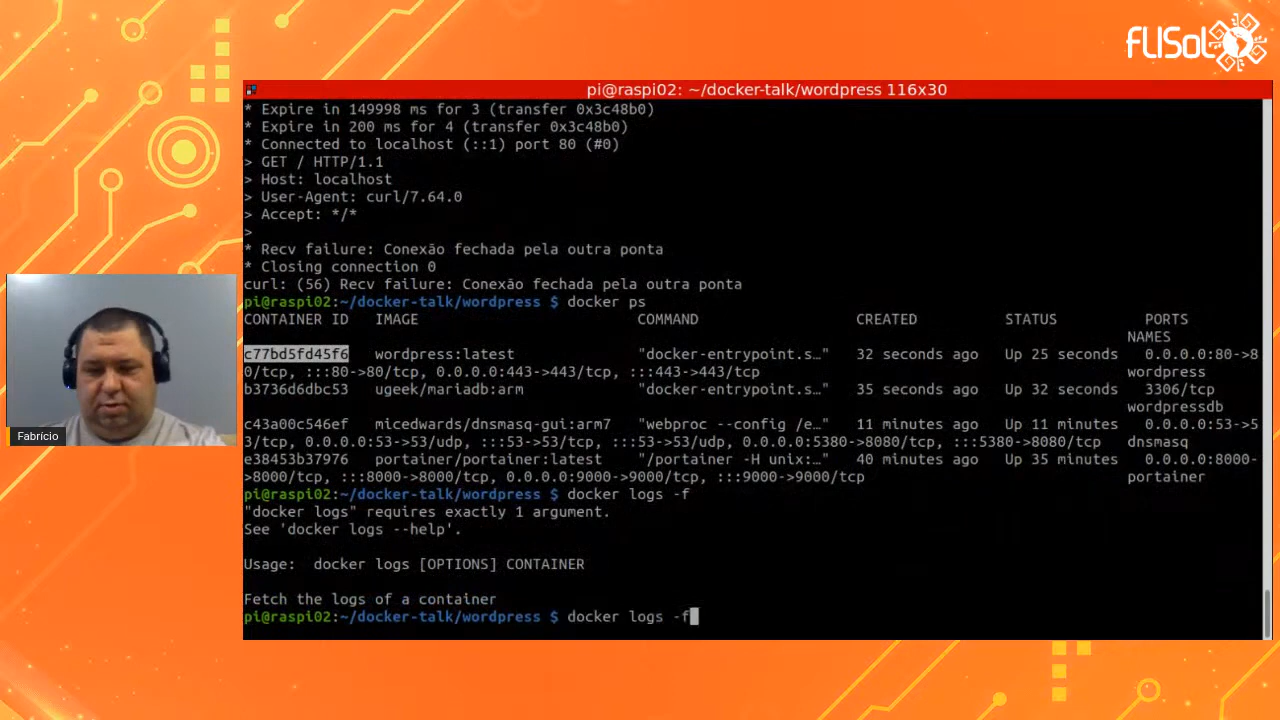 FLISoL
pi@raspi02: ~/docker-talk/wordpress 116x30
* Expire in 149998 ms for 3 (transfer 0x3c48b0)
* Expire in 200 ms for 4 (transfer 0x3c48b0)
* Connected to localhost (::1) port 80 (#0)
> GET / HTTP/1.1
> Host: localhost
> User-Agent: curl/7.64.0
> Accept: */*
>
* Recv failure: Conexão fechada pela outra ponta
* Closing connection 0
curl: (56) Recv failure: Conexão fechada pela outra ponta
pi@raspi02:~/docker-talk/wordpress $ docker ps
CONTAINER ID   IMAGE   COMMAND   CREATED   STATUS   PORTS
NAMES
c77bd5fd45f6   wordpress:latest   "docker-entrypoint.s…"   32 seconds ago   Up 25 seconds   0.0.0.0:80->8
0/tcp, :::80->80/tcp, 0.0.0.0:443->443/tcp, :::443->443/tcp   wordpress
b3736d6dbc53   ugeek/mariadb:arm   "docker-entrypoint.s…"   35 seconds ago   Up 32 seconds   3306/tcp
wordpressdb
c43a00c546ef   micedwards/dnsmasq-gui:arm7   "webproc --config /e…"   11 minutes ago   Up 11 minutes   0.0.0.0:53->5
3/tcp, 0.0.0.0:53->53/udp, :::53->53/tcp, :::53->53/udp, 0.0.0.0:5380->8080/tcp, :::5380->8080/tcp   dnsmasq
e38453b37976   portainer/portainer:latest   "/portainer -H unix:…"   40 minutes ago   Up 35 minutes   0.0.0.0:8000-
>8000/tcp, :::8000->8000/tcp, 0.0.0.0:9000->9000/tcp, :::9000->9000/tcp   portainer
pi@raspi02:~/docker-talk/wordpress $ docker logs -f
"docker logs" requires exactly 1 argument.
See 'docker logs --help'.
Usage:  docker logs [OPTIONS] CONTAINER
Fetch the logs of a container
pi@raspi02:~/docker-talk/wordpress $ docker logs -f
Fabrício